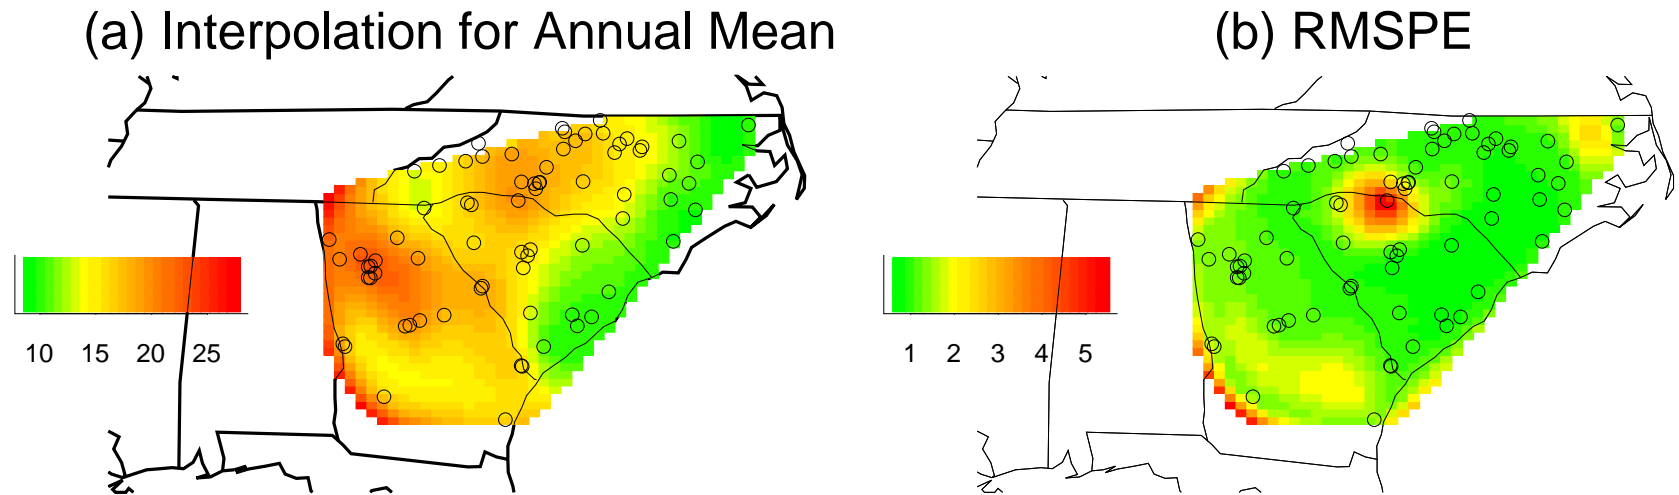 (a) Interpolation for Annual Mean
(b) RMSPE
10 15 20 25
1 2 3 4 5